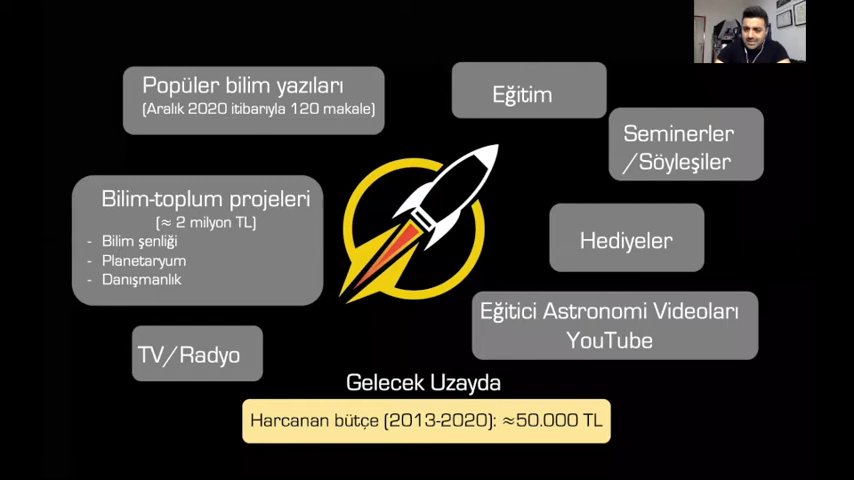 Popüler bilim yazıları
(Aralık 2020 itibarıyla 120 makale)
Eğitim
Seminerler
/Söyleşiler
Bilim-toplum projeleri
(≈ 2 milyon TL)
- Bilim şenliği
- Planetaryum
- Danışmanlık
Hediyeler
Eğitici Astronomi Videoları
YouTube
TV/Radyo
Gelecek Uzayda
Harcanan bütçe (2013-2020): ≈50.000 TL